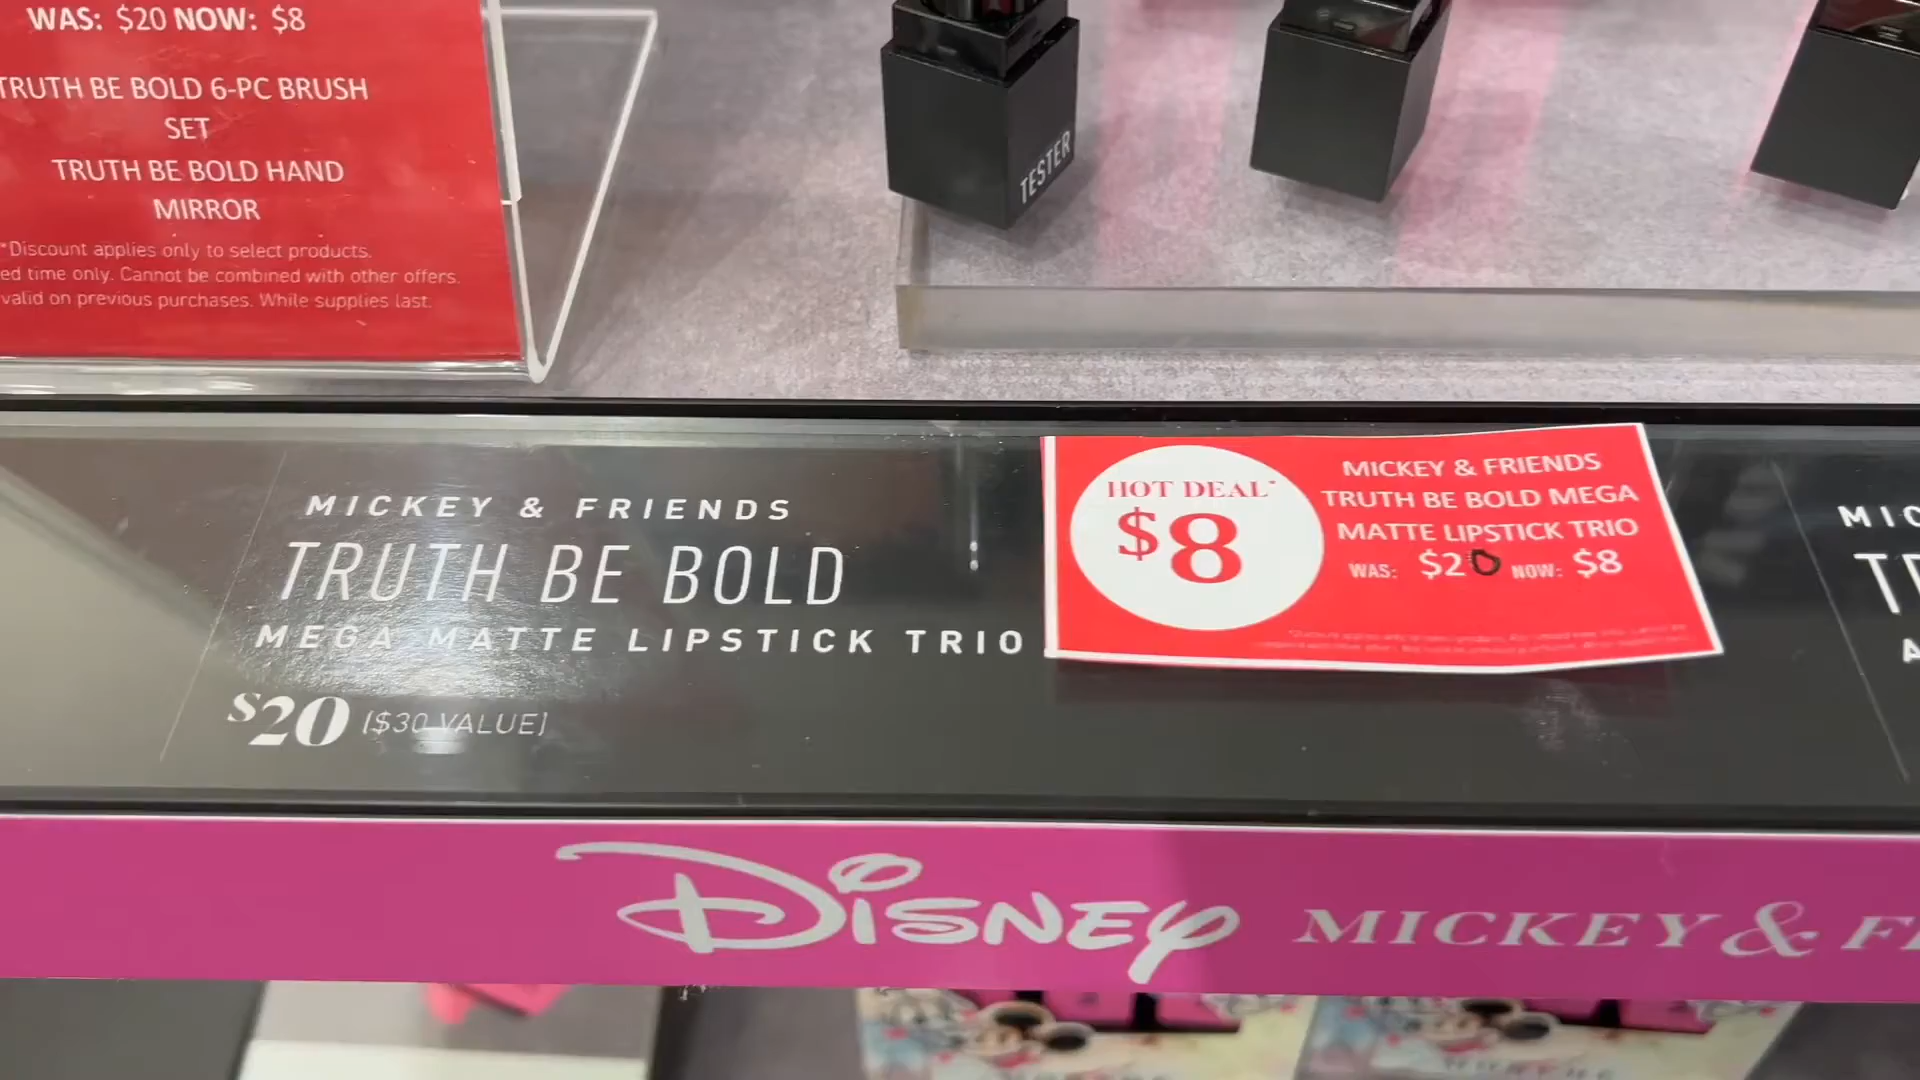 WAS: $20 NOW: $8
TRUTH BE BOLD 6-PC BRUSH
SET
TRUTH BE BOLD HAND
MIRROR
*Discount applies only to select products.
ed time only. Cannot be combined with other offers.
valid on previous purchases. While supplies last.
TESTER
MICKEY & FRIENDS
TRUTH BE BOLD
MEGA MATTE LIPSTICK TRIO
$20 [$30 VALUE]
HOT DEAL*
$8
MICKEY & FRIENDS
TRUTH BE BOLD MEGA
MATTE LIPSTICK TRIO
WAS: $20 NOW: $8
DISNEY MICKEY &